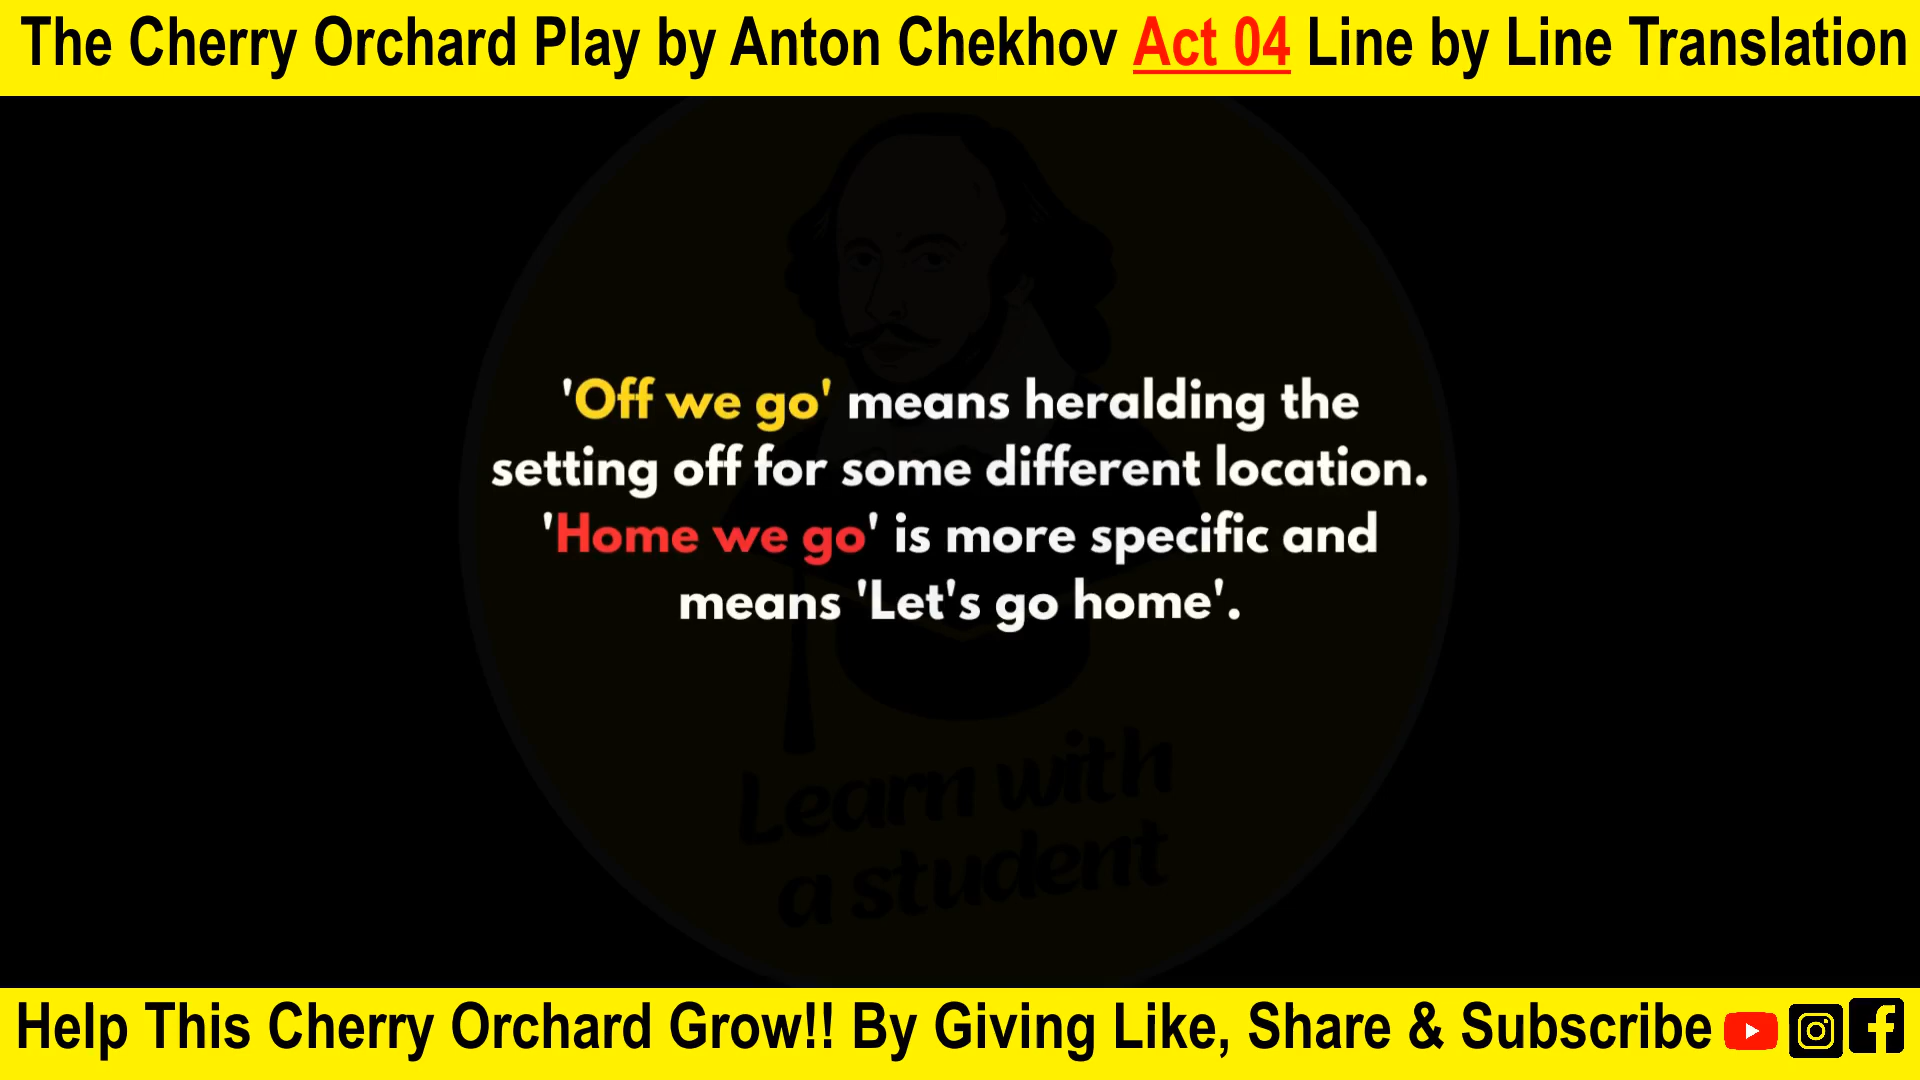 The Cherry Orchard Play by Anton Chekhov Act 04 Line by Line Translation
'Off we go' means heralding the
setting off for some different location.
'Home we go' is more specific and
means 'Let's go home'.
Learn with
a student
Help This Cherry Orchard Grow!! By Giving Like, Share & Subscribe